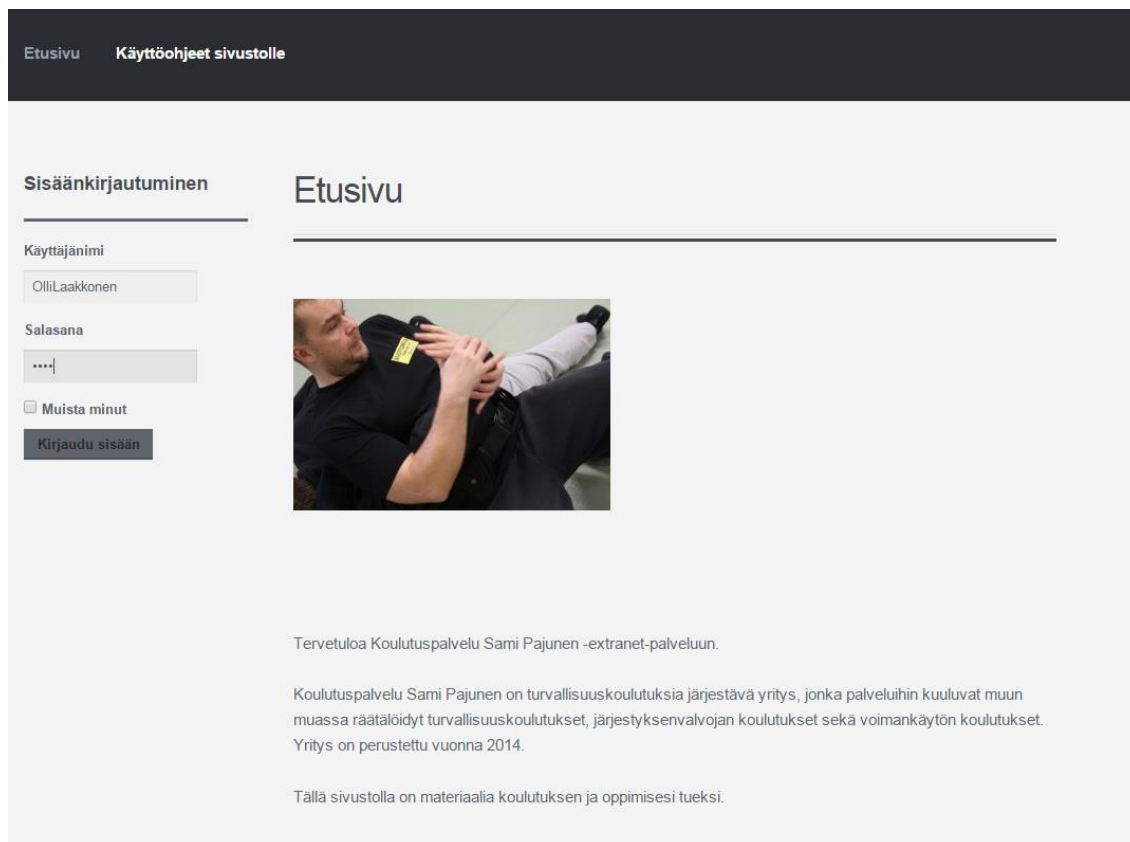 Etusivu Käyttöohjeet sivustolle
Sisäänkirjautuminen
Käyttäjänimi
OlliLaakkonen
Salasana
••••
Muista minut
Kirjaudu sisään
Etusivu
Tervetuloa Koulutuspalvelu Sami Pajunen -extranet-palveluun.
Koulutuspalvelu Sami Pajunen on turvallisuuskoulutuksia järjestävä yritys, jonka palveluihin kuuluvat muun
muassa räätälöidyt turvallisuuskoulutukset, järjestyksenvalvojan koulutukset sekä voimankäytön koulutukset.
Yritys on perustettu vuonna 2014.
Tällä sivustolla on materiaalia koulutuksen ja oppimisesi tueksi.